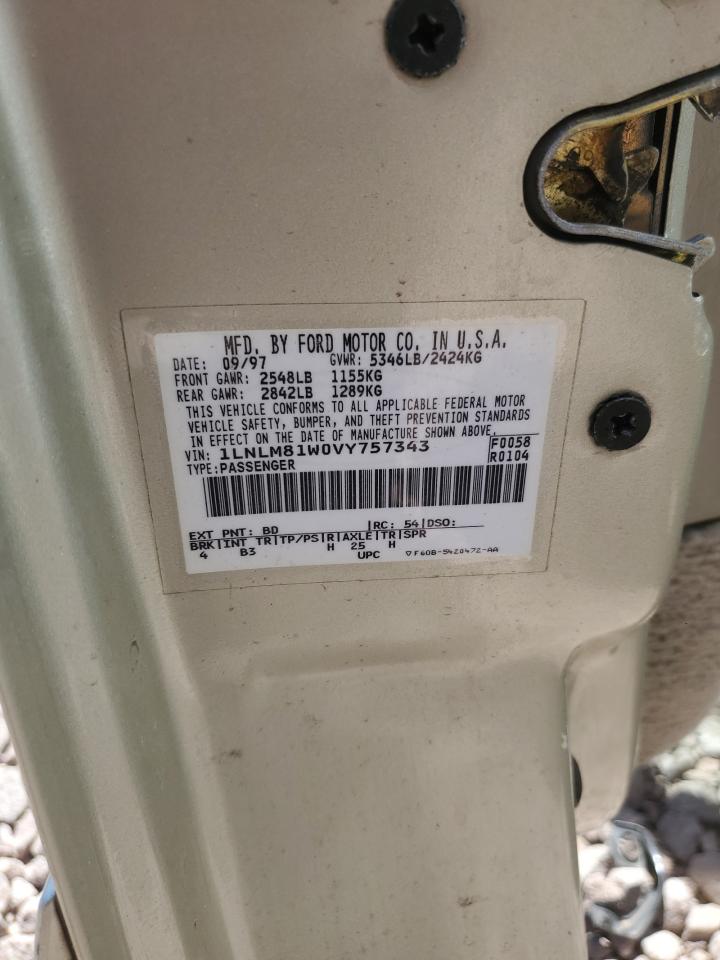 MFD. BY FORD MOTOR CO. IN U.S.A.
DATE: 09/97 GVWR: 5346LB/2424KG
FRONT GAWR: 2548LB 1155KG
REAR GAWR: 2842LB 1289KG
THIS VEHICLE CONFORMS TO ALL APPLICABLE FEDERAL MOTOR
VEHICLE SAFETY, BUMPER, AND THEFT PREVENTION STANDARDS
IN EFFECT ON THE DATE OF MANUFACTURE SHOWN ABOVE.
VIN: 1LNLM81W0VY757343 F0058
TYPE: PASSENGER R0104
EXT PNT: BD |RC: 54|DSO:
BRK|INT TR|TP/PS|R|AXLE|TR|SPR
4 B3 H 25 H
UPC ▽F60B-5420472-AA